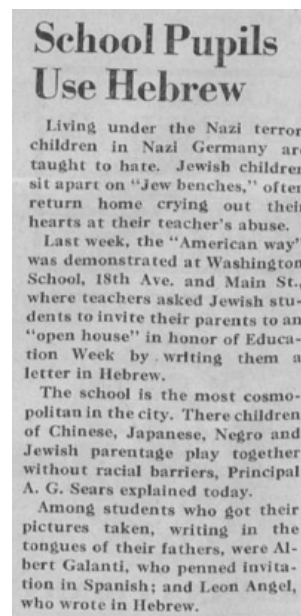 School Pupils
Use Hebrew
Living under the Nazi terror
children in Nazi Germany are
taught to hate. Jewish children
sit apart on "Jew benches," often
return home crying out their
hearts at their teacher's abuse.
Last week, the "American way"
was demonstrated at Washington
School, 18th Ave. and Main St.,
where teachers asked Jewish stu-
dents to invite their parents to an
"open house" in honor of Educa-
tion Week by writing them a
letter in Hebrew.
The school is the most cosmo-
politan in the city. There children
of Chinese, Japanese, Negro and
Jewish parentage play together
without racial barriers, Principal
A. G. Sears explained today.
Among students who got their
pictures taken, writing in the
tongues of their fathers, were Al-
bert Galanti, who penned invita-
tion in Spanish; and Leon Angel,
who wrote in Hebrew.